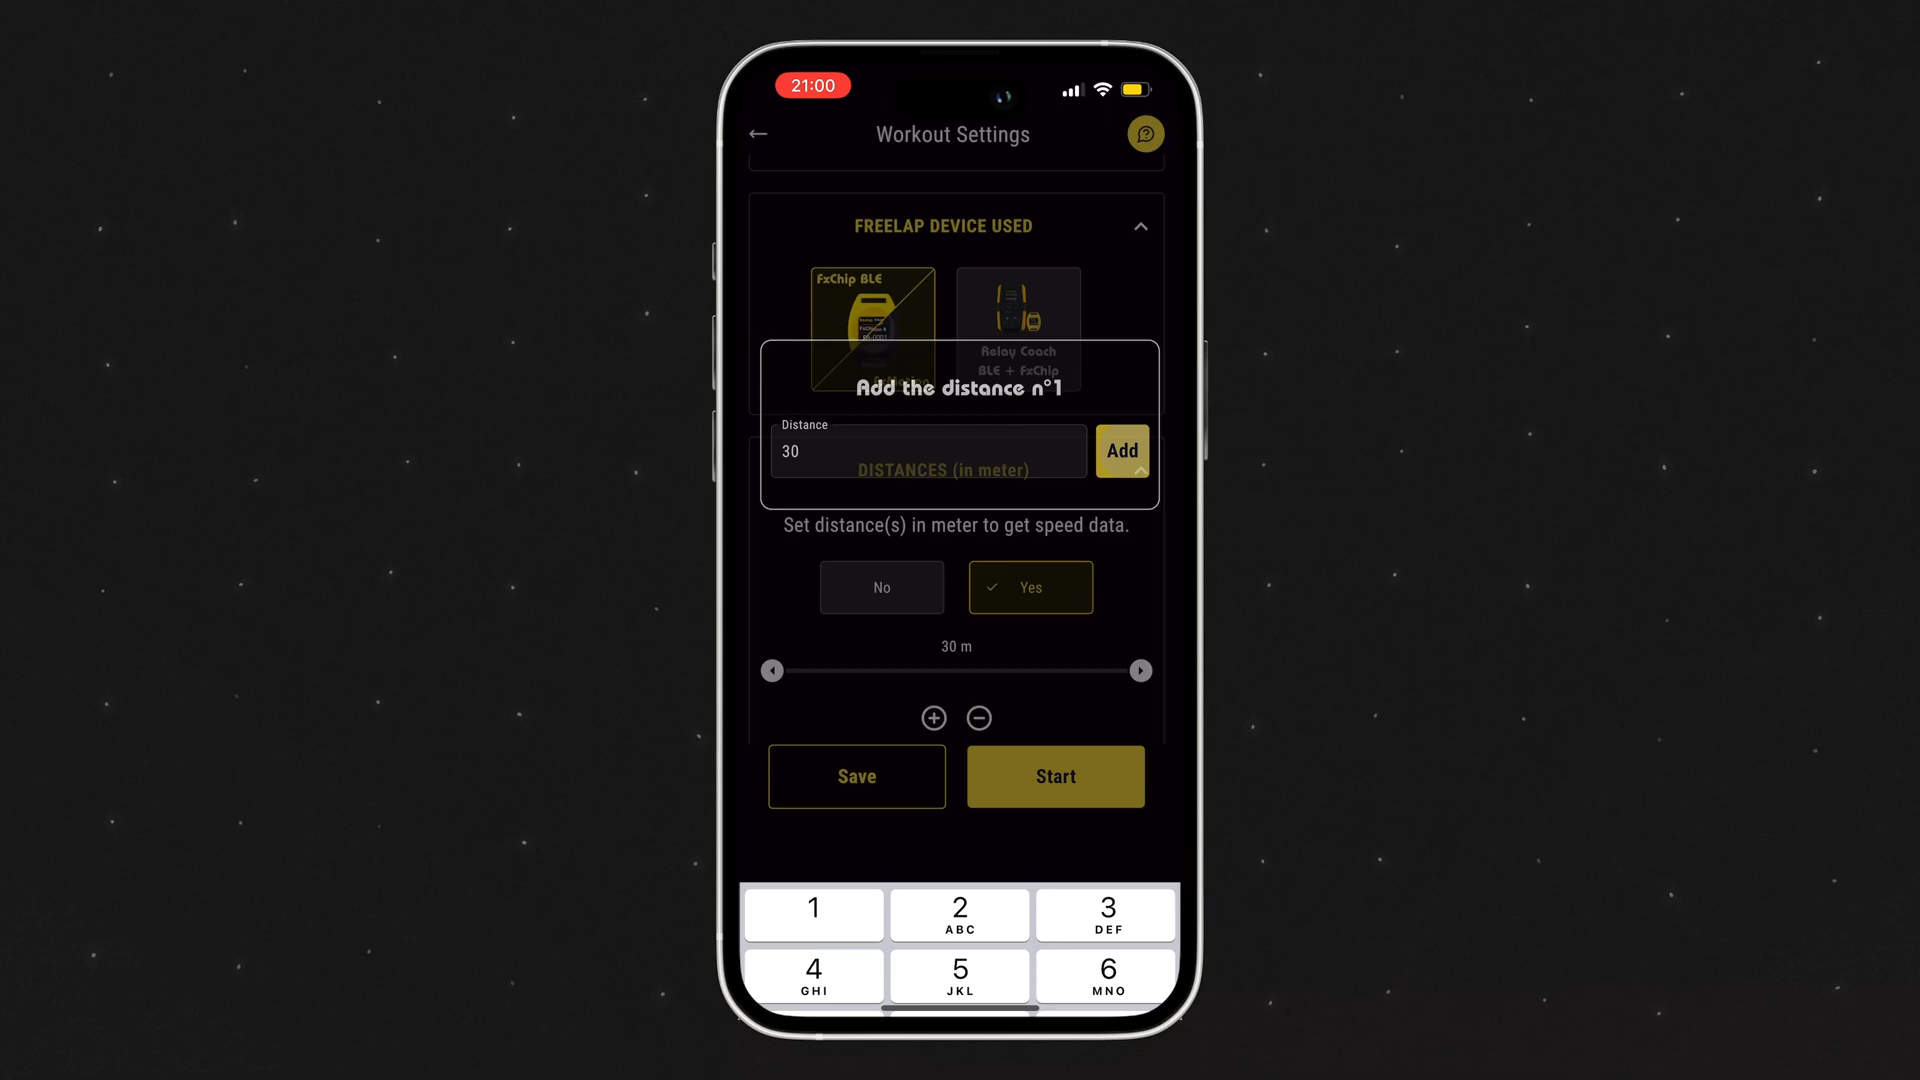 21:00
Workout Settings
FREELAP DEVICE USED
FxChip BLE
Relay Coach
BLE + FxChip
Add the distance n°1
Distance
30
Add
DISTANCES (in meter)
Set distance(s) in meter to get speed data.
No
Yes
30 m
Save
Start
1
2
ABC
3
DEF
4
GHI
5
JKL
6
MNO